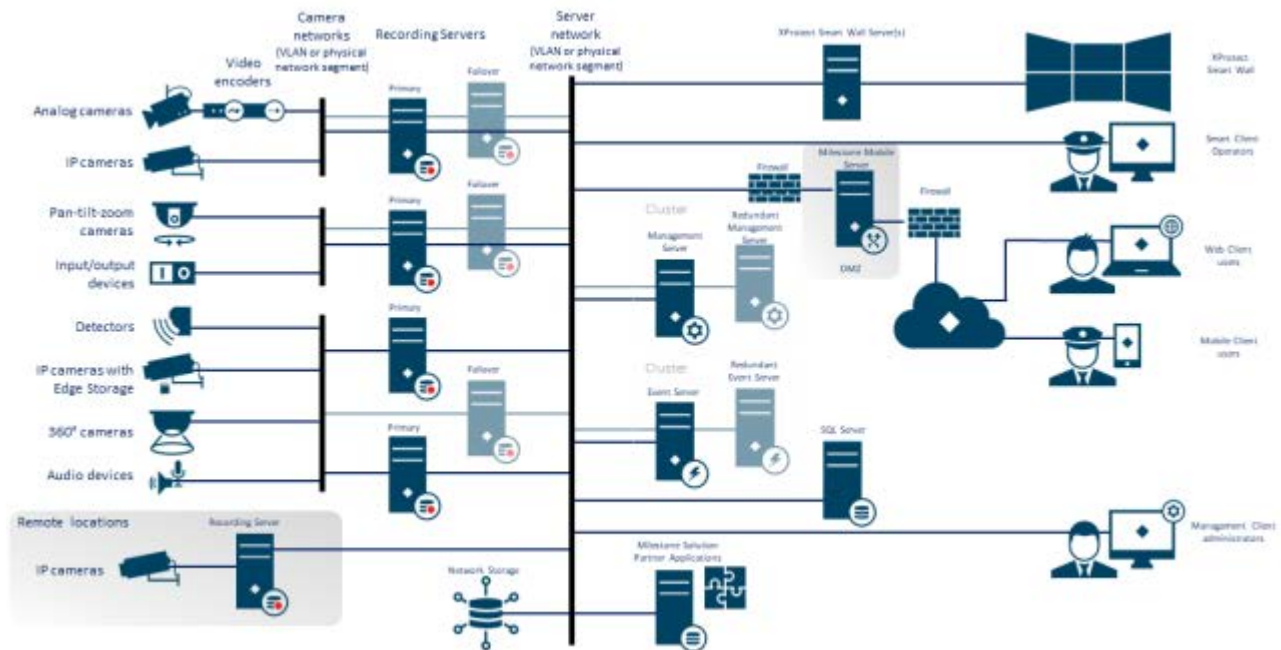 Camera
networks
(VLAN or physical
network segment)
Recording Servers
Server
network
(VLAN or physical
network segment)
Video
encoders
Analog cameras
IP cameras
Pan-tilt-zoom
cameras
Input/output
devices
Detectors
IP cameras with
Edge Storage
360° cameras
Audio devices
Remote locations
Recording Server
IP cameras
Primary
Failover
Primary
Failover
Primary
Failover
Primary
Network Storage
XProtect Smart Wall Server(s)
XProtect
Smart Wall
Smart Client
Operators
Firewall
Milestone Mobile
Server
DMZ
Firewall
Web Client
users
Mobile Client
users
Cluster
Management
Server
Redundant
Management
Server
Cluster
Event Server
Redundant
Event Server
SQL Server
Management Client
administrators
Milestone Solution
Partner Applications